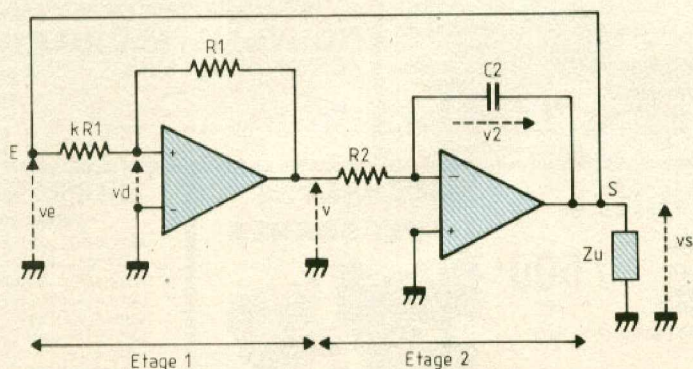 R1
C2
v2
E
kR1
+
vd
-
R2
-
+
S
ve
v
Zu
vs
Etage 1
Etage 2